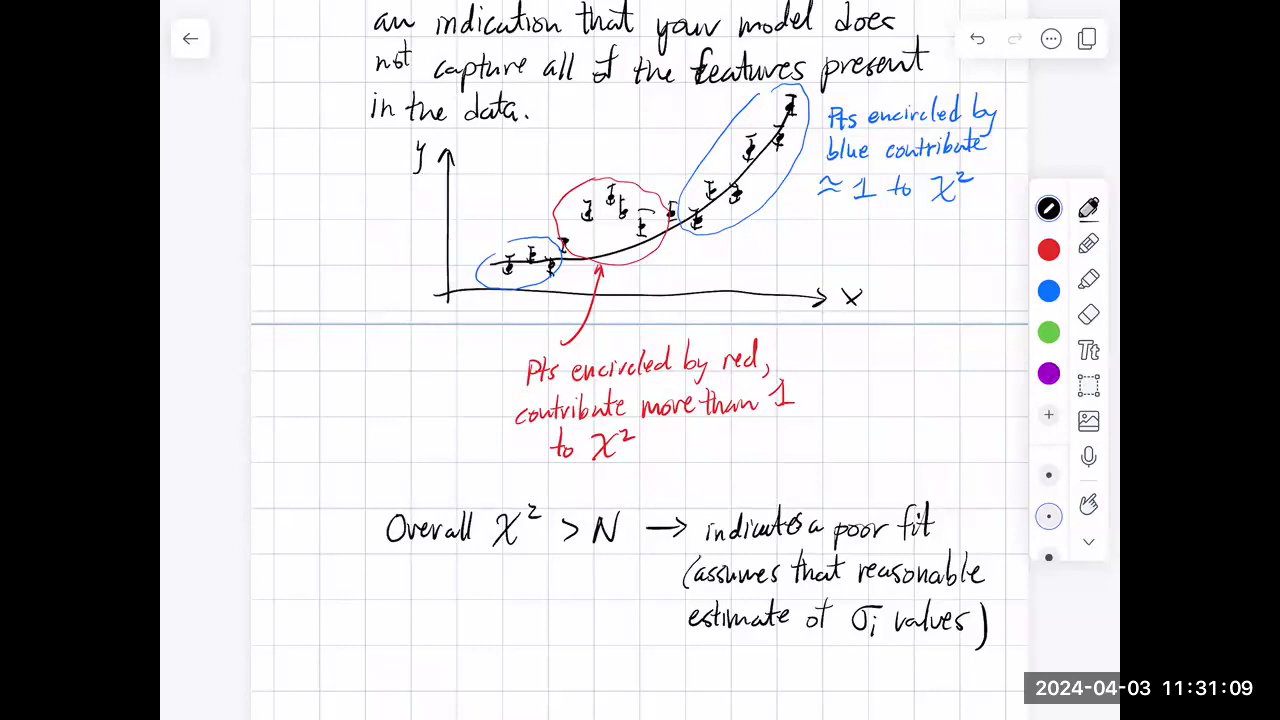 an indication that your model does
not capture all of the features present
in the data.
y
Pts encircled by
blue contribute
≈ 1 to χ²
x
Pts encircled by red,
contribute more than 1
to χ²
Overall χ² > N → indicates a poor fit
(assumes that reasonable
estimate of σi values)
Tt
2024-04-03 11:31:09